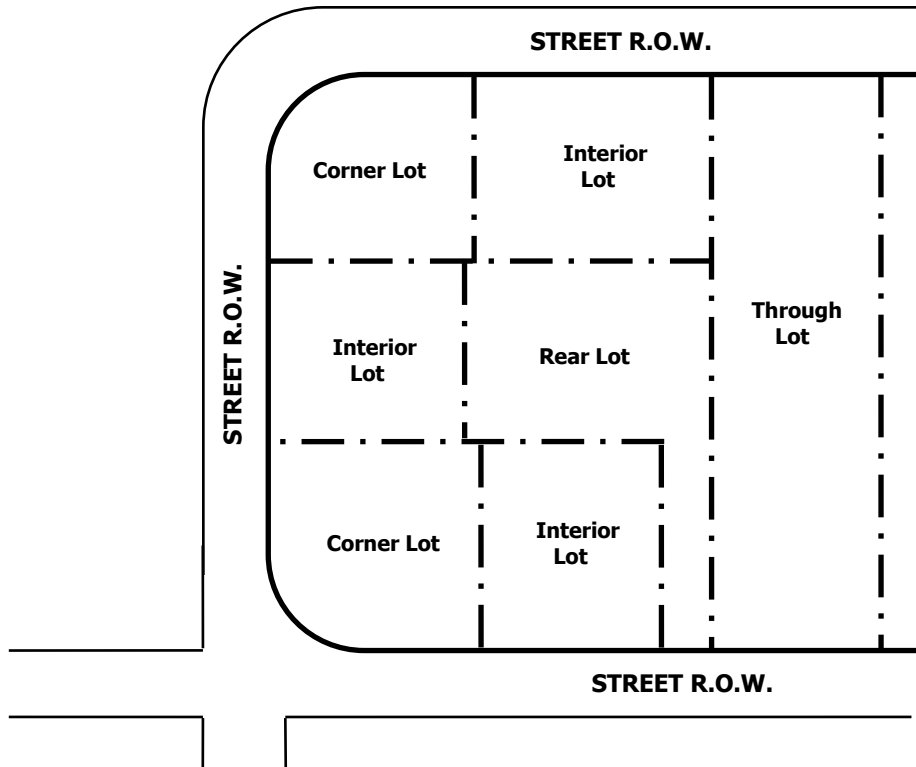 STREET R.O.W.
Corner Lot
Interior
Lot
Through
Lot
STREET R.O.W.
Interior
Lot
Rear Lot
Corner Lot
Interior
Lot
STREET R.O.W.